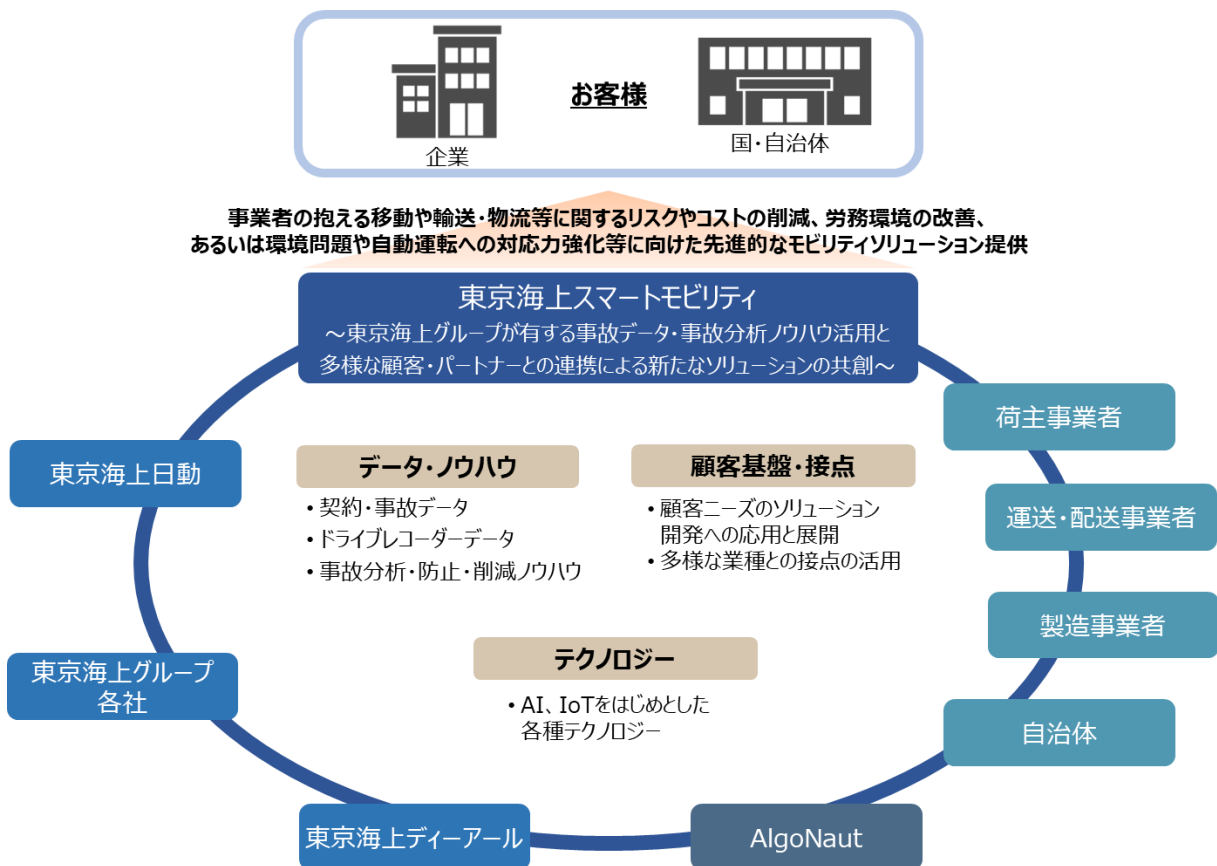 お客様
企業
国・自治体
事業者の抱える移動や輸送・物流等に関するリスクやコストの削減、労務環境の改善、
あるいは環境問題や自動運転への対応力強化等に向けた先進的なモビリティソリューション提供
東京海上スマートモビリティ
～東京海上グループが有する事故データ・事故分析ノウハウ活用と
多様な顧客・パートナーとの連携による新たなソリューションの共創～
東京海上日動
東京海上グループ
各社
東京海上ディーアール
AlgoNaut
データ・ノウハウ
• 契約・事故データ
• ドライブレコーダーデータ
• 事故分析・防止・削減ノウハウ
顧客基盤・接点
• 顧客ニーズのソリューション
開発への応用と展開
• 多様な業種との接点の活用
テクノロジー
• AI、IoTをはじめとした
各種テクノロジー
荷主事業者
運送・配送事業者
製造事業者
自治体